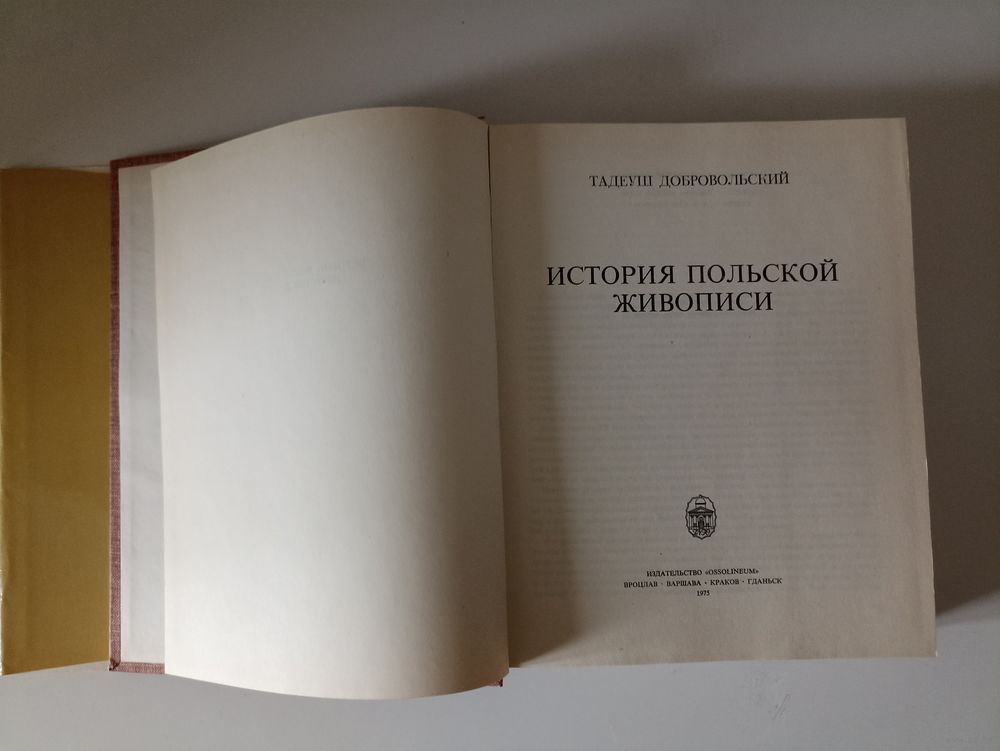 ТАДЕУШ ДОБРОВОЛЬСКИЙ
ИСТОРИЯ ПОЛЬСКОЙ
ЖИВОПИСИ
ИЗДАТЕЛЬСТВО «OSSOLINEUM»
ВРОЦЛАВ · ВАРШАВА · КРАКОВ · ГДАНЬСК
1975